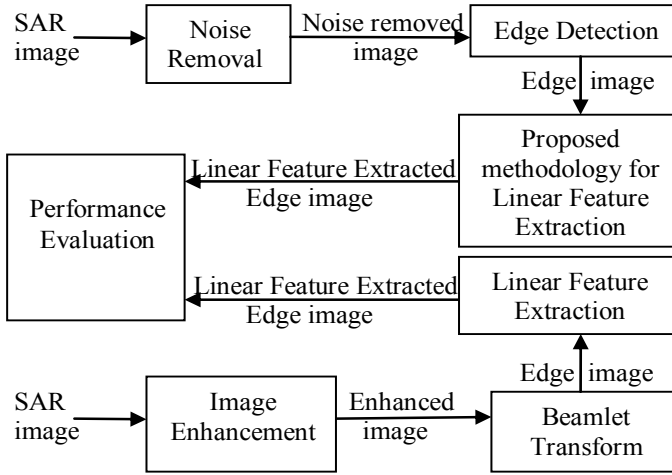 SAR
image
Noise
Removal
Noise removed
image
Edge Detection
Edge image
Proposed
methodology for
Linear Feature
Extraction
Linear Feature Extracted
Edge image
Performance
Evaluation
Linear Feature Extracted
Edge image
Linear Feature
Extraction
Edge image
SAR
image
Image
Enhancement
Enhanced
image
Beamlet
Transform